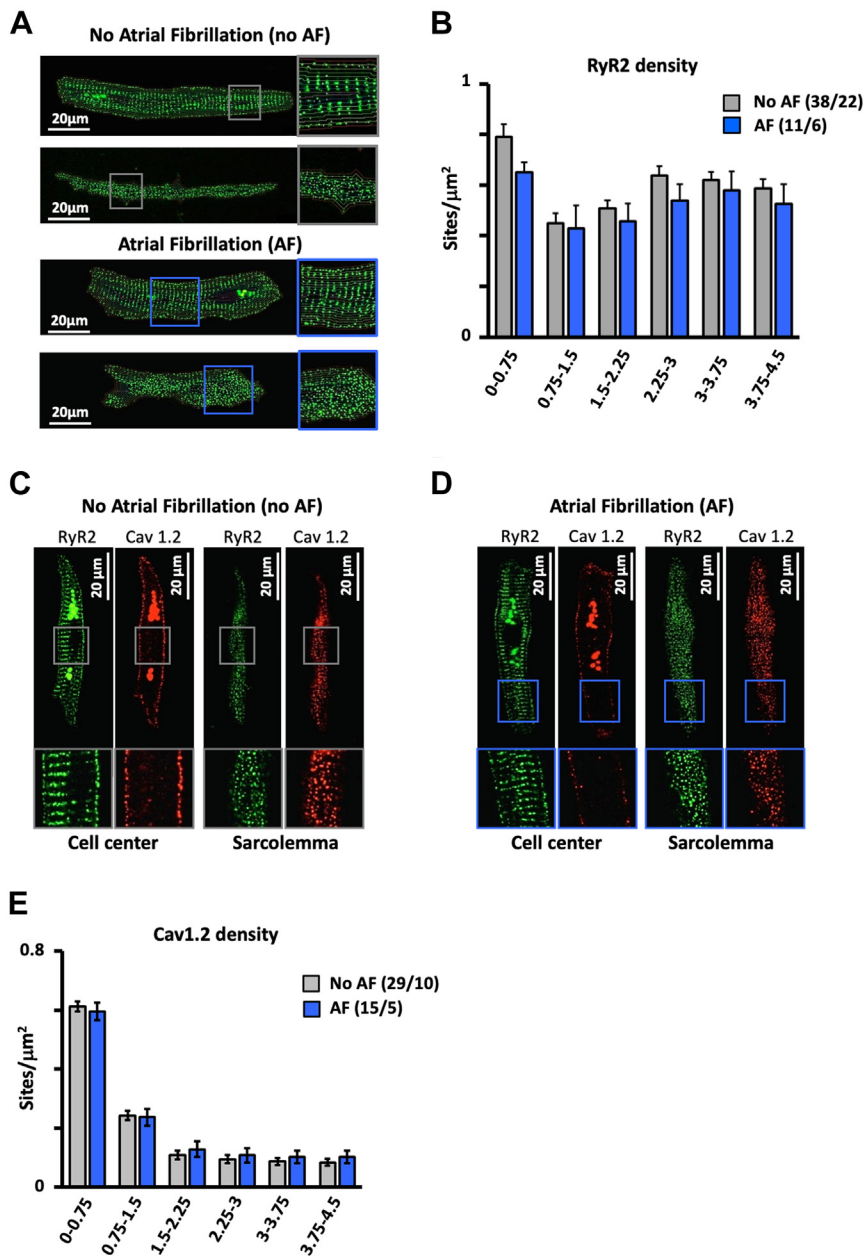 A
No Atrial Fibrillation (no AF)
20μm
20μm
Atrial Fibrillation (AF)
20μm
20μm
B
RyR2 density
1
No AF (38/22)
AF (11/6)
Sites/μm²
0
0-0.75
0.75-1.5
1.5-2.25
2.25-3
3-3.75
3.75-4.5
C
No Atrial Fibrillation (no AF)
RyR2 Cav 1.2 RyR2 Cav 1.2
20 μm 20 μm 20 μm 20 μm
Cell center Sarcolemma
D
Atrial Fibrillation (AF)
RyR2 Cav 1.2 RyR2 Cav 1.2
20 μm 20 μm 20 μm 20 μm
Cell center Sarcolemma
E
Cav1.2 density
0.8
No AF (29/10)
AF (15/5)
Sites/μm²
0
0-0.75
0.75-1.5
1.5-2.25
2.25-3
3-3.75
3.75-4.5